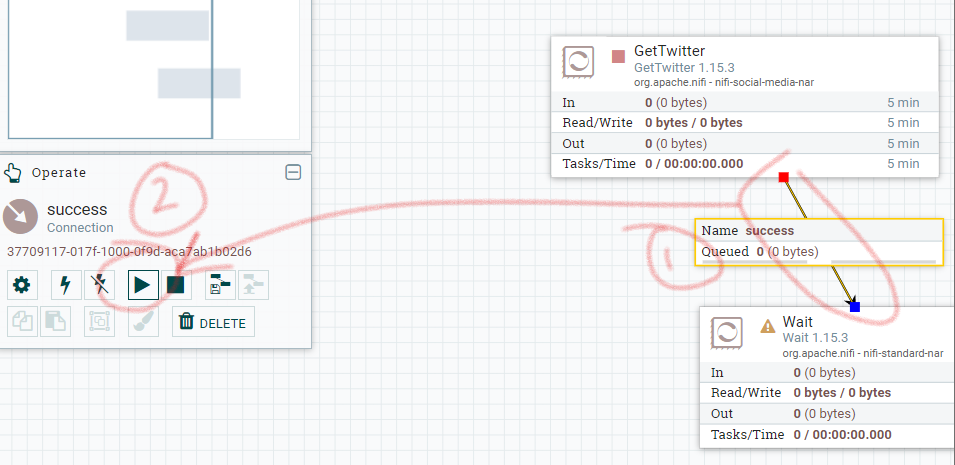 GetTwitter
GetTwitter 1.15.3
org.apache.nifi - nifi-social-media-nar
In 0 (0 bytes) 5 min
Read/Write 0 bytes / 0 bytes 5 min
Out 0 (0 bytes) 5 min
Tasks/Time 0 / 00:00:00.000 5 min
Operate
2
success
Connection
37709117-017f-1000-0f9d-aca7ab1b02d6
DELETE
Name success
Queued 0 (0 bytes)
1
Wait
Wait 1.15.3
org.apache.nifi - nifi-standard-nar
In 0 (0 bytes)
Read/Write 0 bytes / 0 bytes
Out 0 (0 bytes)
Tasks/Time 0 / 00:00:00.000